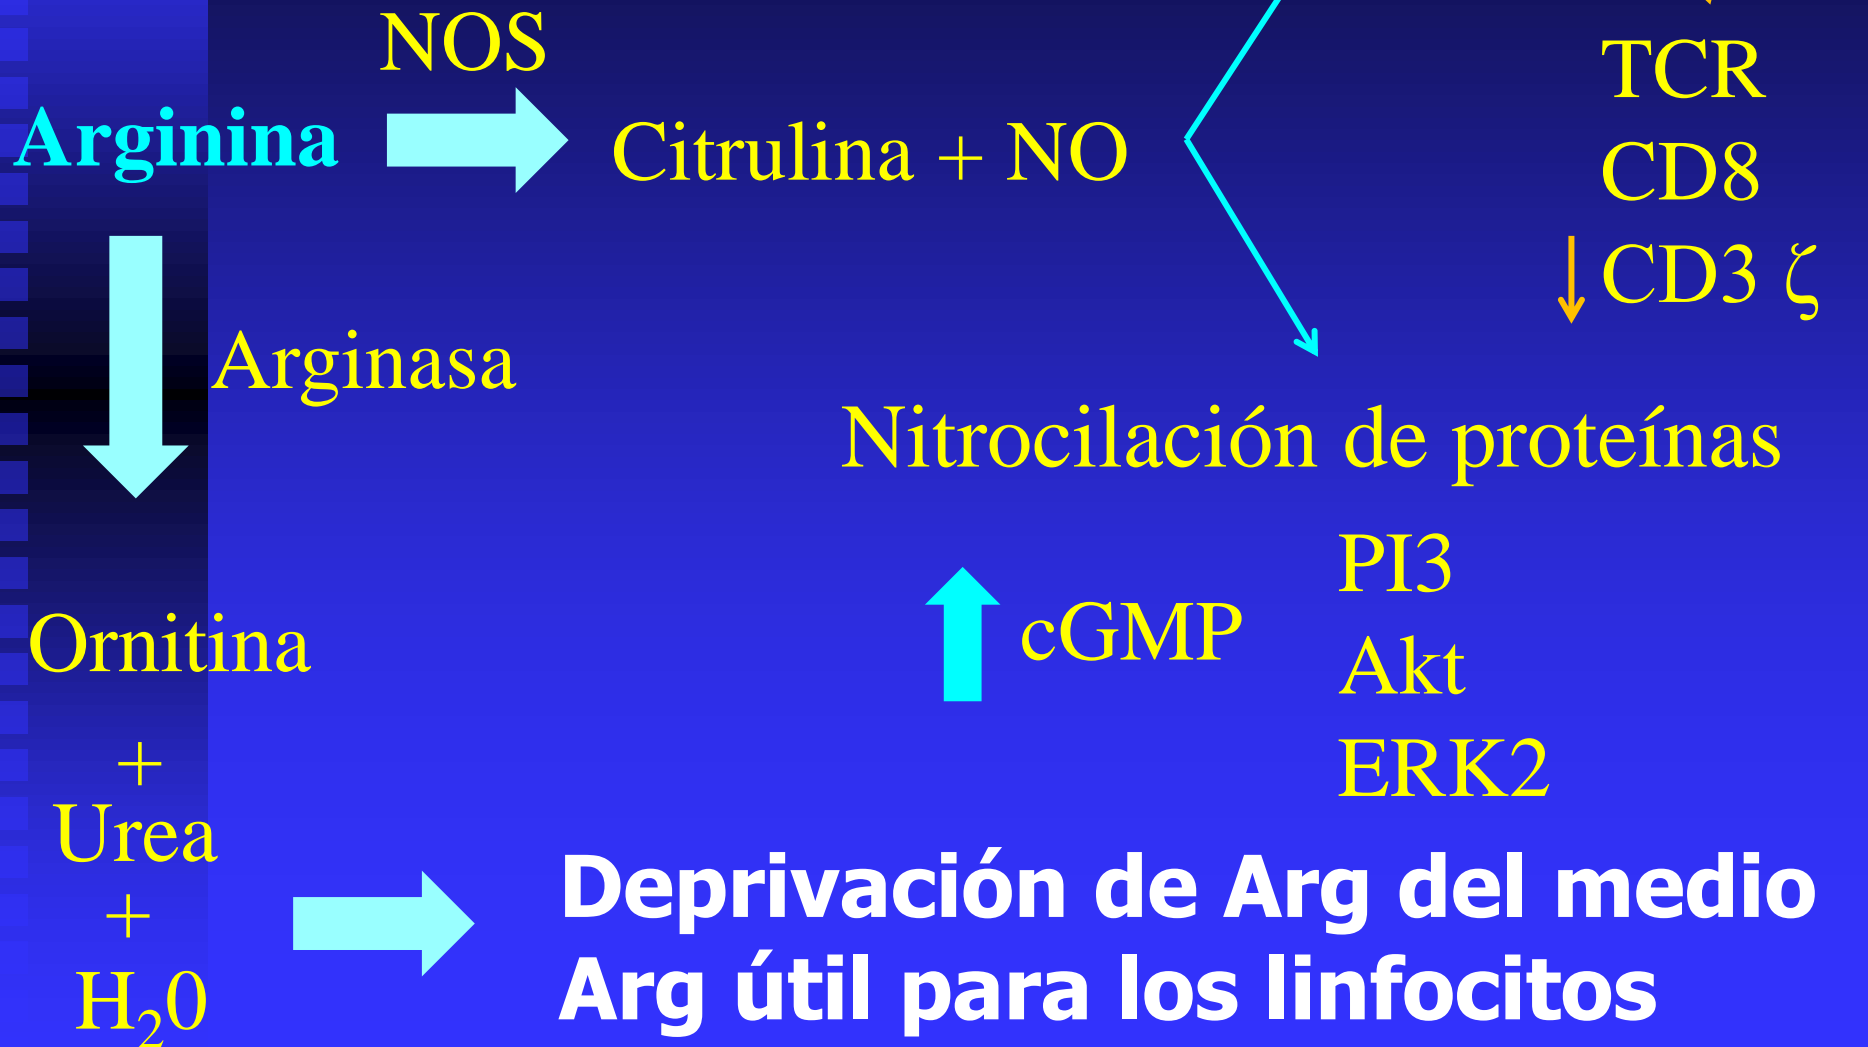 NOS
Arginina
Citrulina + NO
TCR
CD8
CD3 ζ
Arginasa
Nitrocilación de proteínas
cGMP
PI3
Akt
ERK2
Ornitina
+
Urea
+
H₂0
Deprivación de Arg del medio
Arg útil para los linfocitos